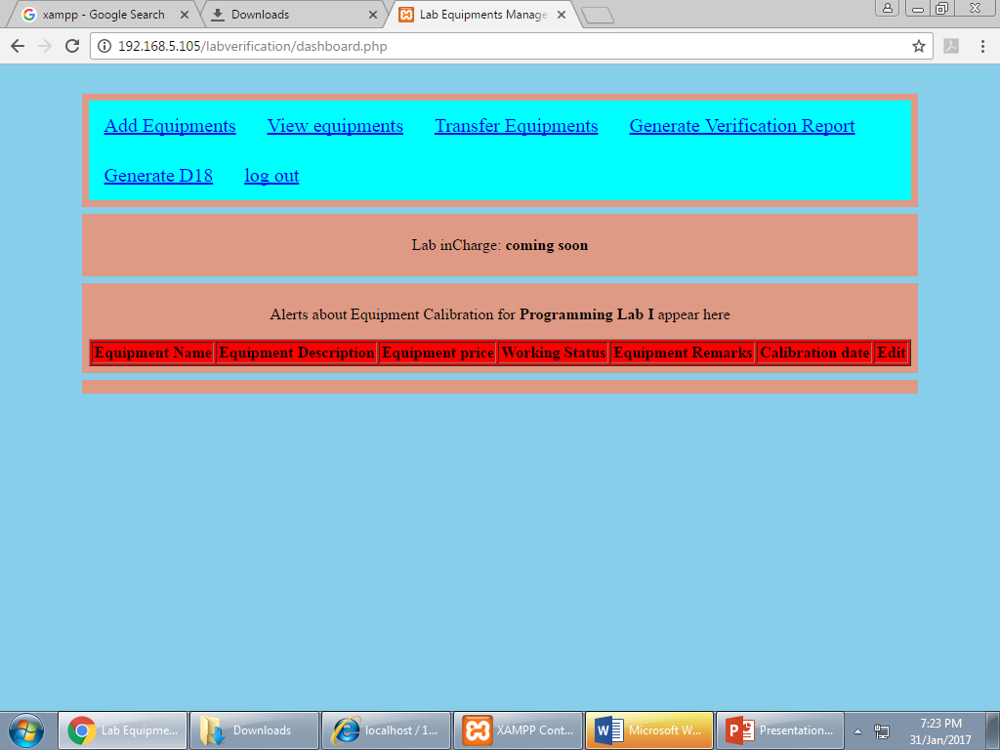 xampp - Google Search
Downloads
Lab Equipments Manage
192.168.5.105/labverification/dashboard.php
Add Equipments View equipments Transfer Equipments Generate Verification Report
Generate D18 log out
Lab inCharge: coming soon
Alerts about Equipment Calibration for Programming Lab I appear here
Equipment Name Equipment Description Equipment price Working Status Equipment Remarks Calibration date Edit
Lab Equipme... Downloads localhost / 1... XAMPP Cont... Microsoft W... Presentation...
7:23 PM
31/Jan/2017